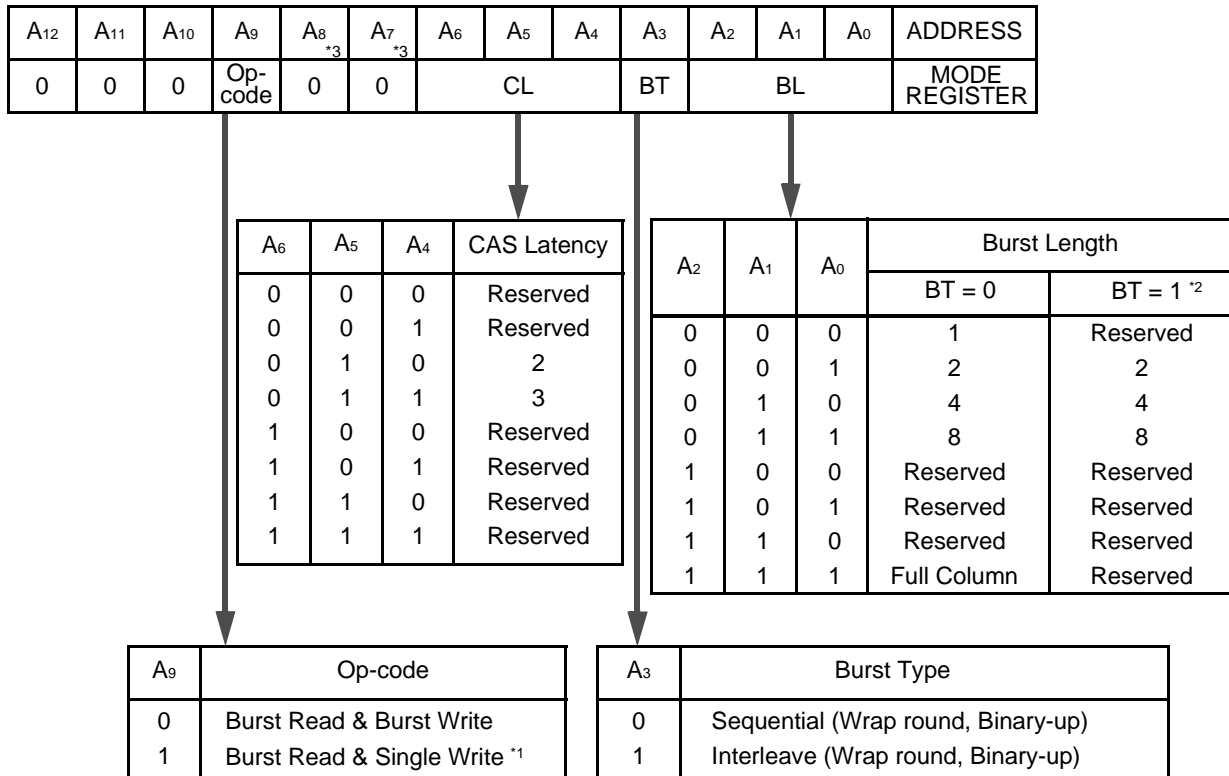 A12 A11 A10 A9 A8 *3 A7 *3 A6 A5 A4 A3 A2 A1 A0 ADDRESS
0 0 0 Op-code 0 0 CL BT BL MODE REGISTER
A6 A5 A4 CAS Latency
0 0 0 Reserved
0 0 1 Reserved
0 1 0 2
0 1 1 3
1 0 0 Reserved
1 0 1 Reserved
1 1 0 Reserved
1 1 1 Reserved
A2 A1 A0 Burst Length
BT = 0 BT = 1 *2
0 0 0 1 Reserved
0 0 1 2 2
0 1 0 4 4
0 1 1 8 8
1 0 0 Reserved Reserved
1 0 1 Reserved Reserved
1 1 0 Reserved Reserved
1 1 1 Full Column Reserved
A9 Op-code
0 Burst Read & Burst Write
1 Burst Read & Single Write *1
A3 Burst Type
0 Sequential (Wrap round, Binary-up)
1 Interleave (Wrap round, Binary-up)